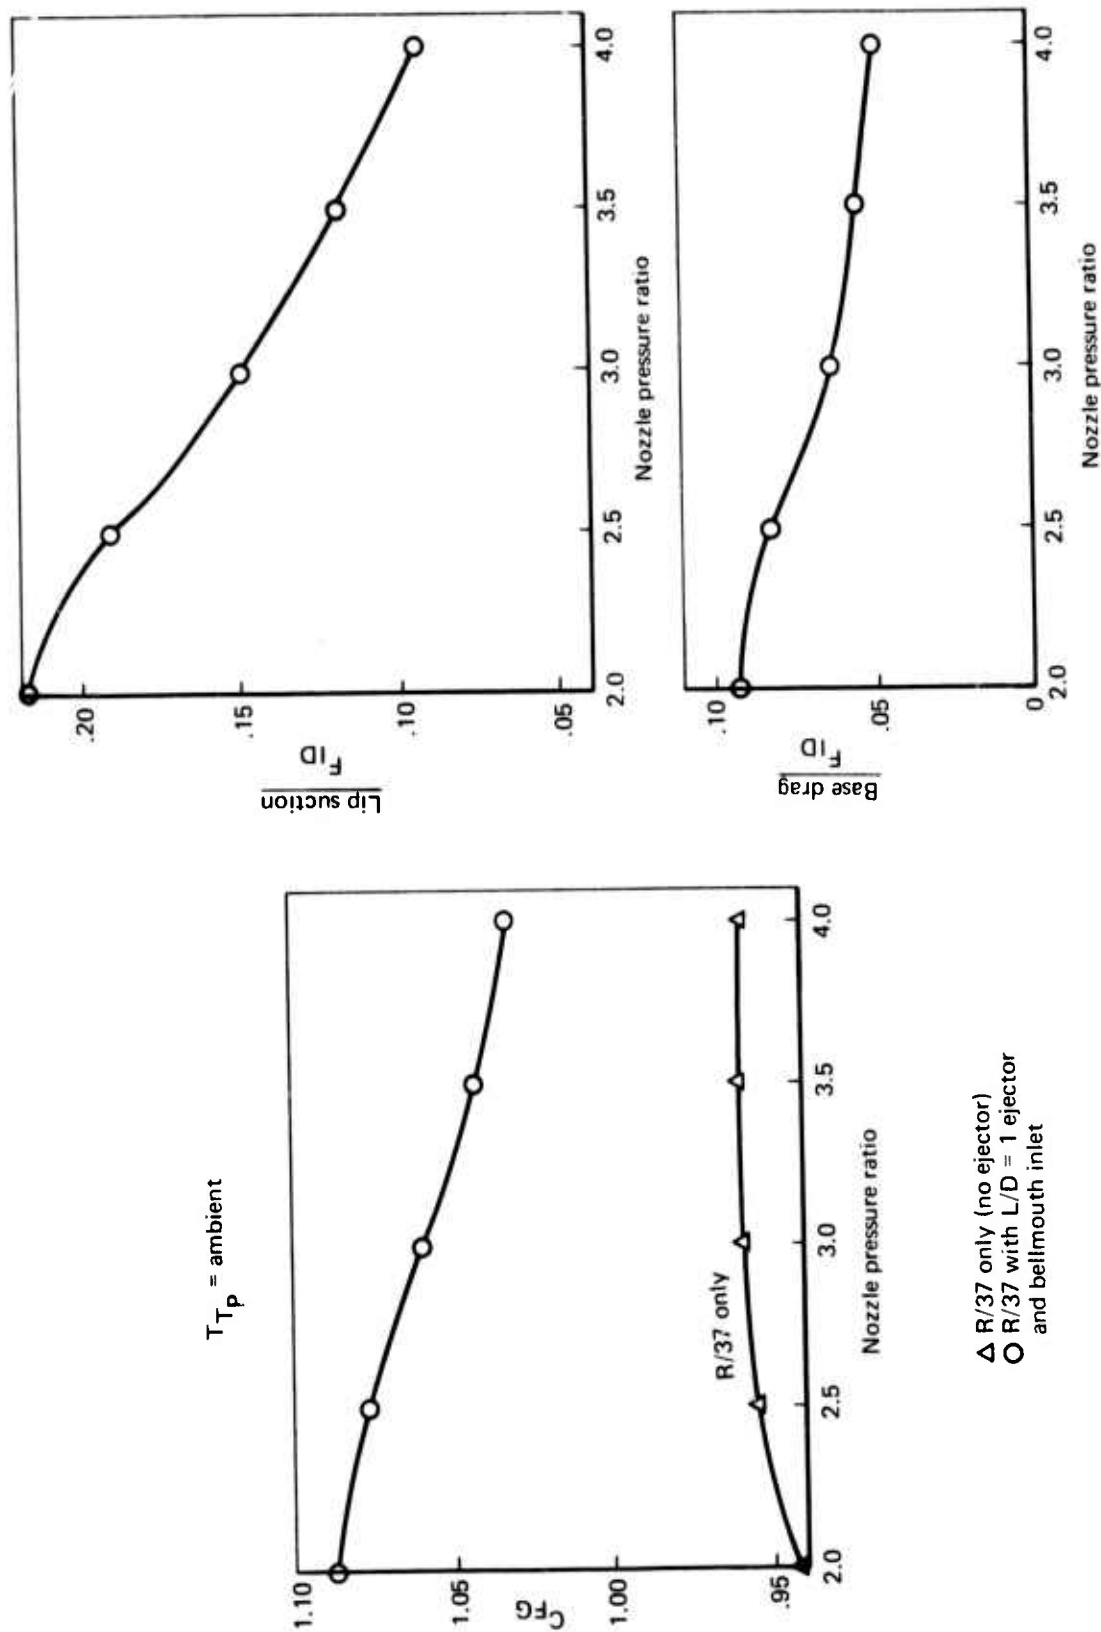 T_Tp = ambient
C_FG
1.10
1.05
1.00
.95
R/37 only
2.0
2.5
3.0
3.5
4.0
Nozzle pressure ratio
Δ R/37 only (no ejector)
O R/37 with L/D = 1 ejector
and bellmouth inlet
Lip suction
F_ID
.20
.15
.10
.05
2.0
2.5
3.0
3.5
4.0
Nozzle pressure ratio
Base drag
F_ID
.10
.05
0
2.0
2.5
3.0
3.5
4.0
Nozzle pressure ratio